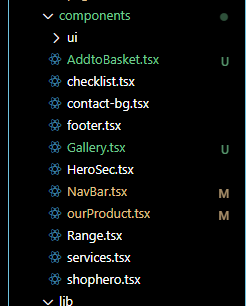 components
ui
AddtoBasket.tsx U
checklist.tsx
contact-bg.tsx
footer.tsx
Gallery.tsx U
HeroSec.tsx
NavBar.tsx M
ourProduct.tsx M
Range.tsx
services.tsx
shophero.tsx
lib